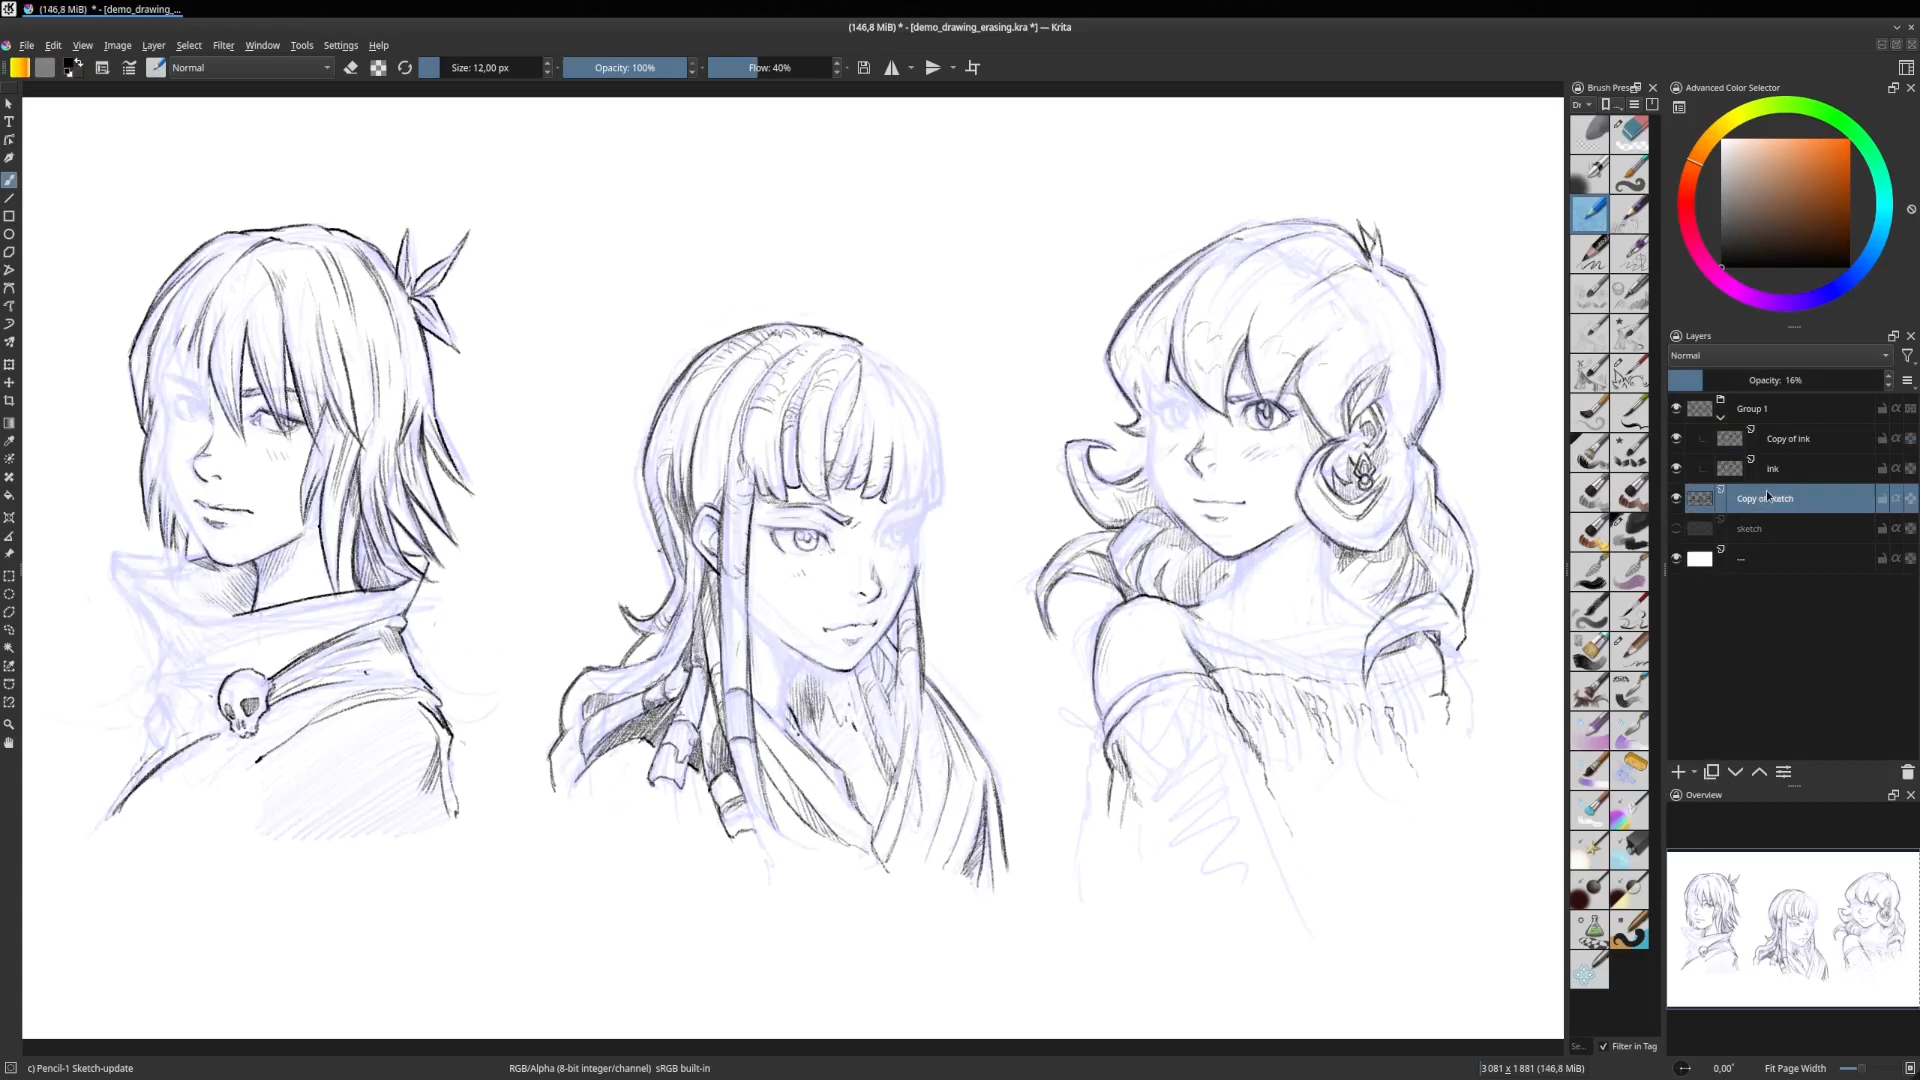 (146,8 MiB) * - [demo_drawing_...
(146,8 MiB) * - [demo_drawing_erasing.kra *] — Krita
File Edit View Image Layer Select Filter Window Tools Settings Help
Normal Size: 12,00 px Opacity: 100% Flow: 40%
Brush Prese
Advanced Color Selector
Layers
Normal
Opacity: 16%
Group 1
Copy of ink
ink
Copy of sketch
sketch
...
Overview
Se... Filter in Tag
c) Pencil-1 Sketch-update
RGB/Alpha (8-bit integer/channel) sRGB built-in
3 081 x 1 881 (146,8 MiB)
0,00°
Fit Page Width